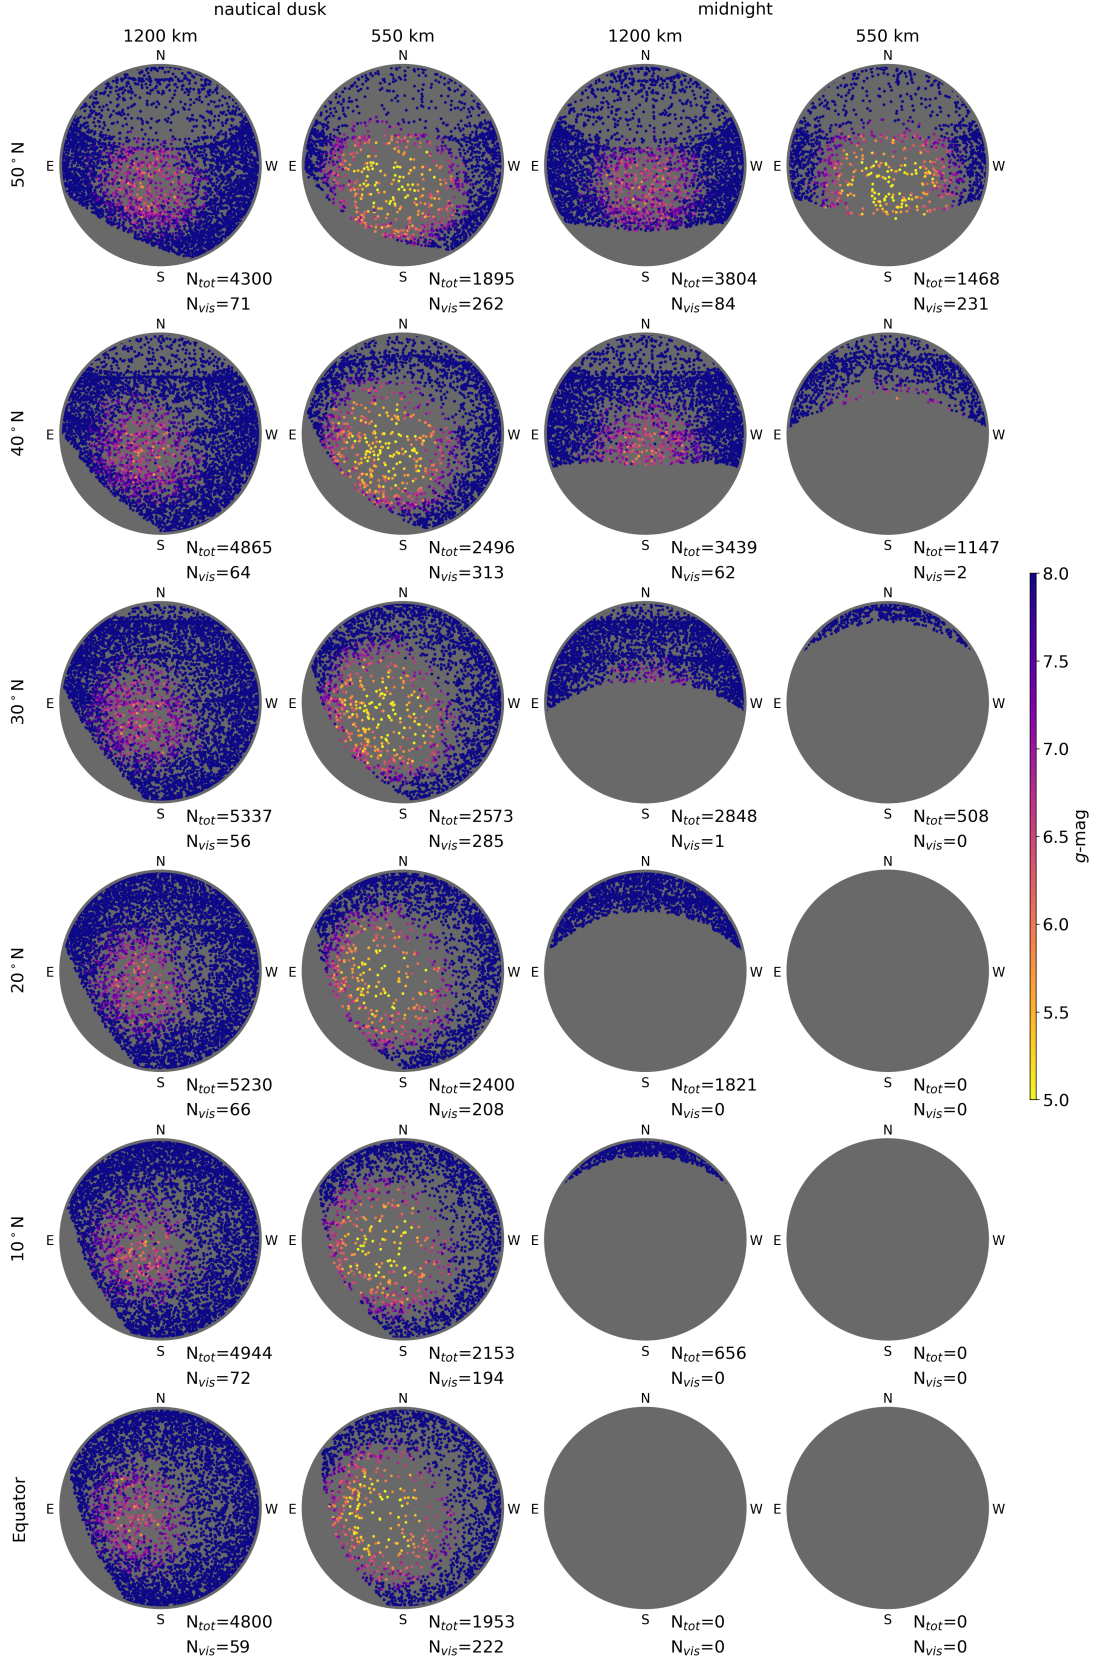 nautical dusk midnight
1200 km 550 km 1200 km 550 km
N N N N
50°N E W E W E W E W
S S S S
N_tot=4300 N_tot=1895 N_tot=3804 N_tot=1468
N_vis=71 N_vis=262 N_vis=84 N_vis=231
N N N N
40°N E W E W E W E W
S S S S
N_tot=4865 N_tot=2496 N_tot=3439 N_tot=1147
N_vis=64 N_vis=313 N_vis=62 N_vis=2
N N N N
30°N E W E W E W E W
S S S S
N_tot=5337 N_tot=2573 N_tot=2848 N_tot=508
N_vis=56 N_vis=285 N_vis=1 N_vis=0
N N N N
20°N E W E W E W E W
S S S S
N_tot=5230 N_tot=2400 N_tot=1821 N_tot=0
N_vis=66 N_vis=208 N_vis=0 N_vis=0
N N N N
10°N E W E W E W E W
S S S S
N_tot=4944 N_tot=2153 N_tot=656 N_tot=0
N_vis=72 N_vis=194 N_vis=0 N_vis=0
N N N N
Equator E W E W E W E W
S S S S
N_tot=4800 N_tot=1953 N_tot=0 N_tot=0
N_vis=59 N_vis=222 N_vis=0 N_vis=0
8.0
7.5
7.0
6.5
6.0
5.5
5.0
g-mag